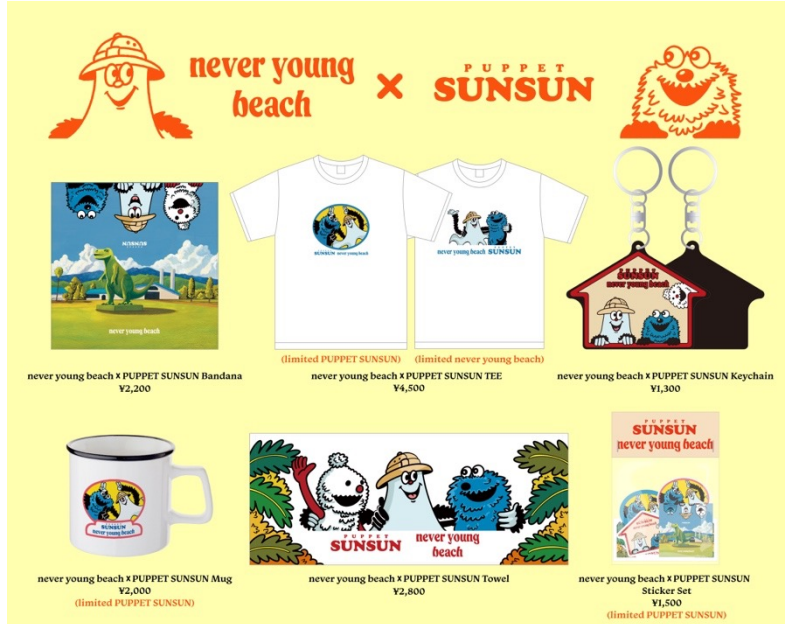 never young
beach
×
PUPPET
SUNSUN
SUNSUN
never young beach
SUNSUN never young beach
PUPPET
never young beach SUNSUN
PUPPET
SUNSUN
never young beach
(limited PUPPET SUNSUN) (limited never young beach)
never young beach x PUPPET SUNSUN Bandana
¥2,200
never young beach x PUPPET SUNSUN TEE
¥4,500
never young beach x PUPPET SUNSUN Keychain
¥1,300
SUNSUN
never young beach
PUPPET
SUNSUN
never young
beach
PUPPET
SUNSUN
never young beach
never young beach x PUPPET SUNSUN Mug
¥2,000
(limited PUPPET SUNSUN)
never young beach x PUPPET SUNSUN Towel
¥2,800
never young beach x PUPPET SUNSUN
Sticker Set
¥1,500
(limited PUPPET SUNSUN)